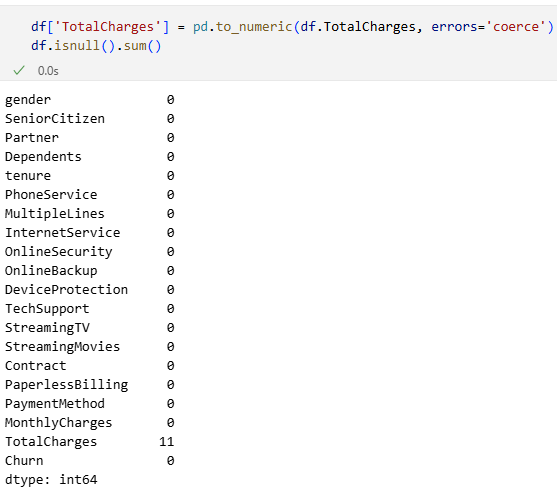 df['TotalCharges'] = pd.to_numeric(df.TotalCharges, errors='coerce')
df.isnull().sum()
0.0s
gender 0
SeniorCitizen 0
Partner 0
Dependents 0
tenure 0
PhoneService 0
MultipleLines 0
InternetService 0
OnlineSecurity 0
OnlineBackup 0
DeviceProtection 0
TechSupport 0
StreamingTV 0
StreamingMovies 0
Contract 0
PaperlessBilling 0
PaymentMethod 0
MonthlyCharges 0
TotalCharges 11
Churn 0
dtype: int64